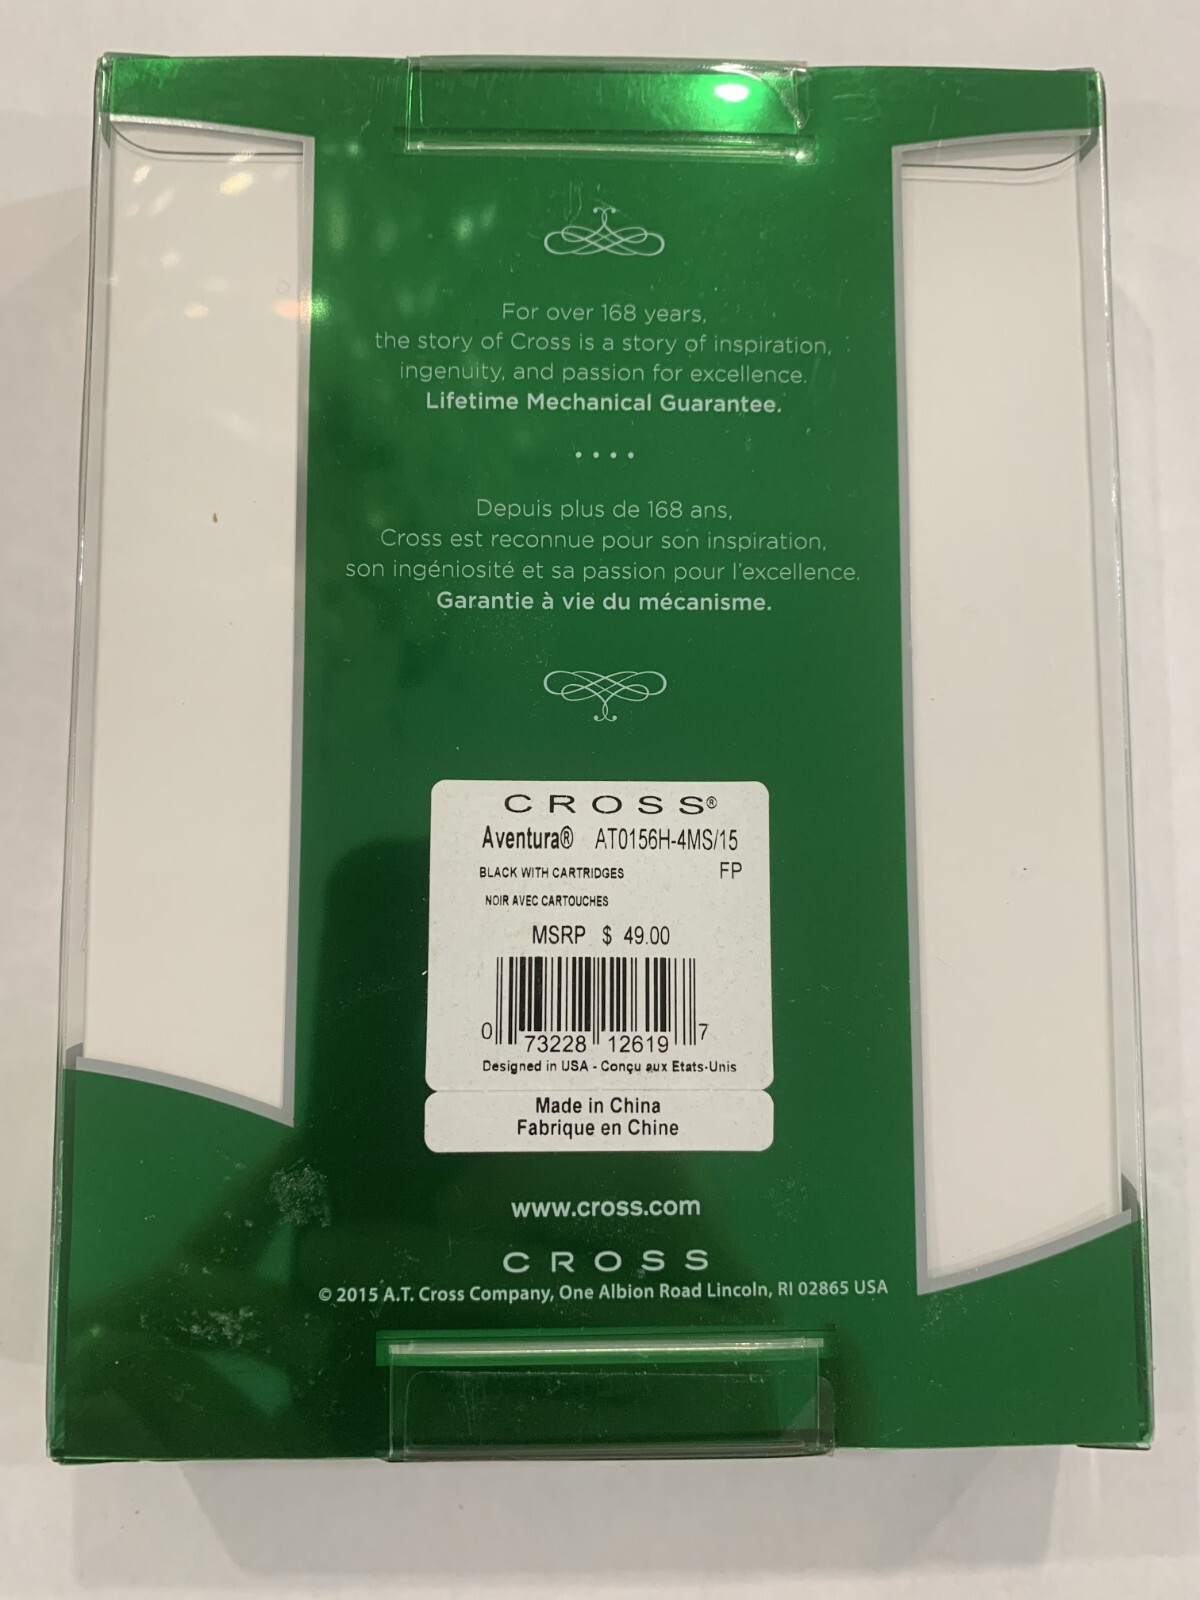 For over 168 years,
the story of Cross is a story of inspiration,
ingenuity, and passion for excellence.
Lifetime Mechanical Guarantee.
Depuis plus de 168 ans,
Cross est reconnue pour son inspiration,
son ingéniosité et sa passion pour l'excellence.
Garantie à vie du mécanisme.
CROSS®
Aventura® AT0156H-4MS/15
BLACK WITH CARTRIDGES FP
NOIR AVEC CARTOUCHES
MSRP $ 49.00
0 73228 12619 7
Designed in USA - Conçu aux Etats-Unis
Made in China
Fabrique en Chine
www.cross.com
CROSS
© 2015 A.T. Cross Company, One Albion Road Lincoln, RI 02865 USA